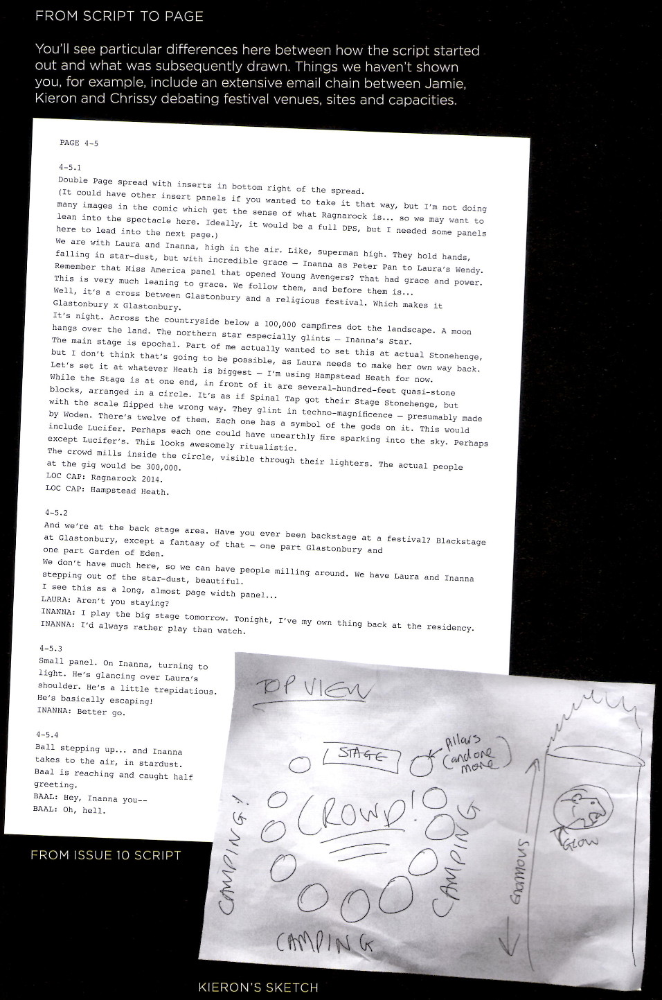 FROM SCRIPT TO PAGE
You'll see particular differences here between how the script started
out and what was subsequently drawn. Things we haven't shown
you, for example, include an extensive email chain between Jamie,
Kieron and Chrissy debating festival venues, sites and capacities.
PAGE 4-5
4-5.1
Double Page spread with inserts in bottom right of the spread.
(It could have other insert panels if you wanted to take it that way, but I'm not doing
many images in the comic which get the sense of what Ragnarock is... so we may want to
lean into the spectacle here. Ideally, it would be a full DPS, but I needed some panels
here to lead into the next page.)
We are with Laura and Inanna, high in the air. Like, superman high. They hold hands,
falling in star-dust, but with incredible grace – Inanna as Peter Pan to Laura's Wendy.
Remember that Miss America panel that opened Young Avengers? That had grace and power.
This is very much leaning to grace. We follow them, and before them is...
Well, it's a cross between Glastonbury and a religious festival. Which makes it
Glastonbury x Glastonbury.
It's night. Across the countryside below a 100,000 campfires dot the landscape. A moon
hangs over the land. The northern star especially glints – Inanna's Star.
The main stage is epochal. Part of me actually wanted to set this at actual Stonehenge,
but I don't think that's going to be possible, as Laura needs to make her own way back.
Let's set it at whatever Heath is biggest – I'm using Hampstead Heath for now.
While the Stage is at one end, in front of it are several-hundred-feet quasi-stone
blocks, arranged in a circle. It's as if Spinal Tap got their Stage Stonehenge, but
with the scale flipped the wrong way. They glint in techno-magnificence – presumably made
by Woden. There's twelve of them. Each one has a symbol of the gods on it. This would
include Lucifer. Perhaps each one could have unearthly fire sparking into the sky. Perhaps
except Lucifer's. This looks awesomely ritualistic.
The crowd mills inside the circle, visible through their lighters. The actual people
at the gig would be 300,000.
LOC CAP: Ragnarock 2014.
LOC CAP: Hampstead Heath.
4-5.2
And we're at the back stage area. Have you ever been backstage at a festival? Blackstage
at Glastonbury, except a fantasy of that – one part Glastonbury and
one part Garden of Eden.
We don't have much here, so we can have people milling around. We have Laura and Inanna
stepping out of the star-dust, beautiful.
I see this as a long, almost page width panel...
LAURA: Aren't you staying?
INANNA: I play the big stage tomorrow. Tonight, I've my own thing back at the residency.
INANNA: I'd always rather play than watch.
4-5.3
Small panel. On Inanna, turning to
light. He's glancing over Laura's
shoulder. He's a little trepidatious.
He's basically escaping!
INANNA: Better go.
4-5.4
Ball stepping up... and Inanna
takes to the air, in stardust.
Baal is reaching and caught half
greeting.
BAAL: Hey, Inanna you--
BAAL: Oh, hell.
FROM ISSUE 10 SCRIPT
TOP VIEW
STAGE
Pillars
(and one
more)
CROWD!
CAMPING!
CAMPING
CAMPING
ENORMOUS
GLOW
KIERON'S SKETCH